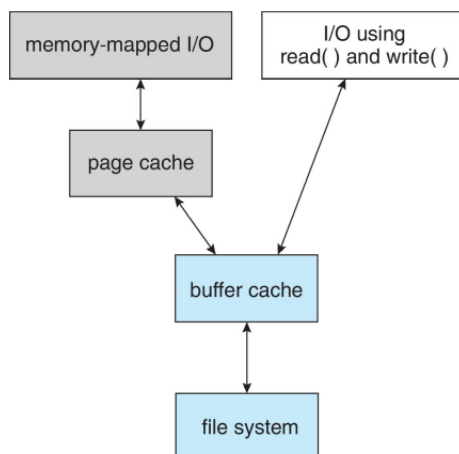 memory-mapped I/O
I/O using
read( ) and write( )
page cache
buffer cache
file system